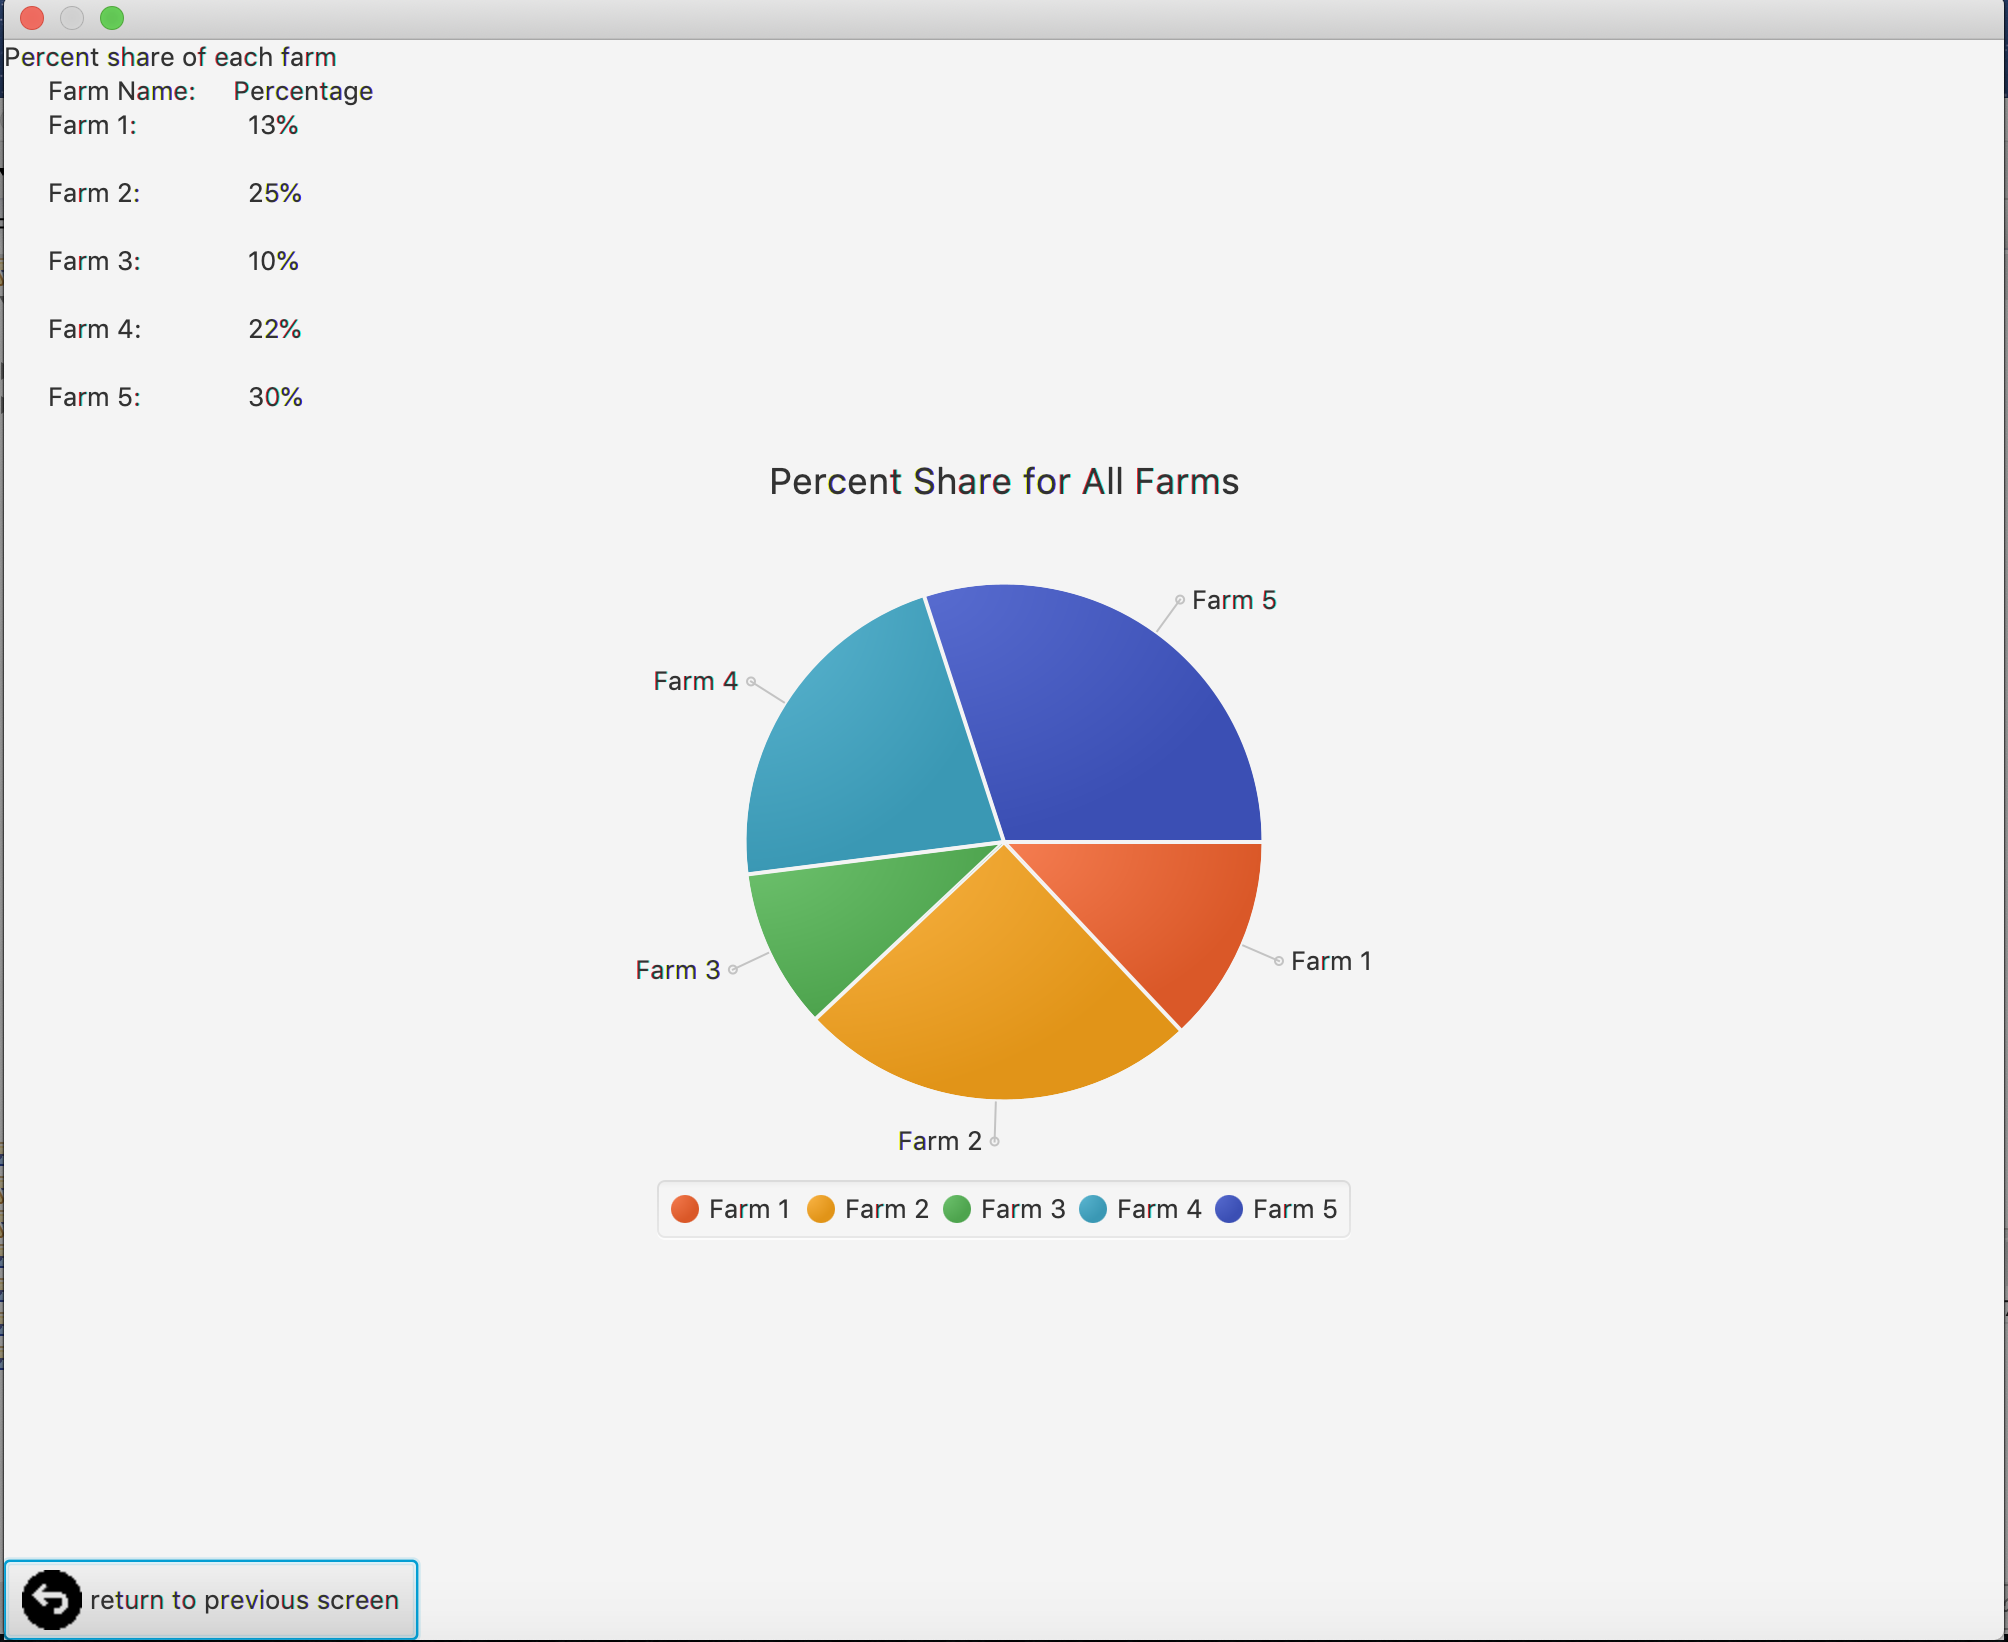 Percent share of each farm
Farm Name: Percentage
Farm 1: 13%
Farm 2: 25%
Farm 3: 10%
Farm 4: 22%
Farm 5: 30%
Percent Share for All Farms
Farm 5
Farm 4
Farm 1
Farm 3
Farm 2
Farm 1 Farm 2 Farm 3 Farm 4 Farm 5
return to previous screen